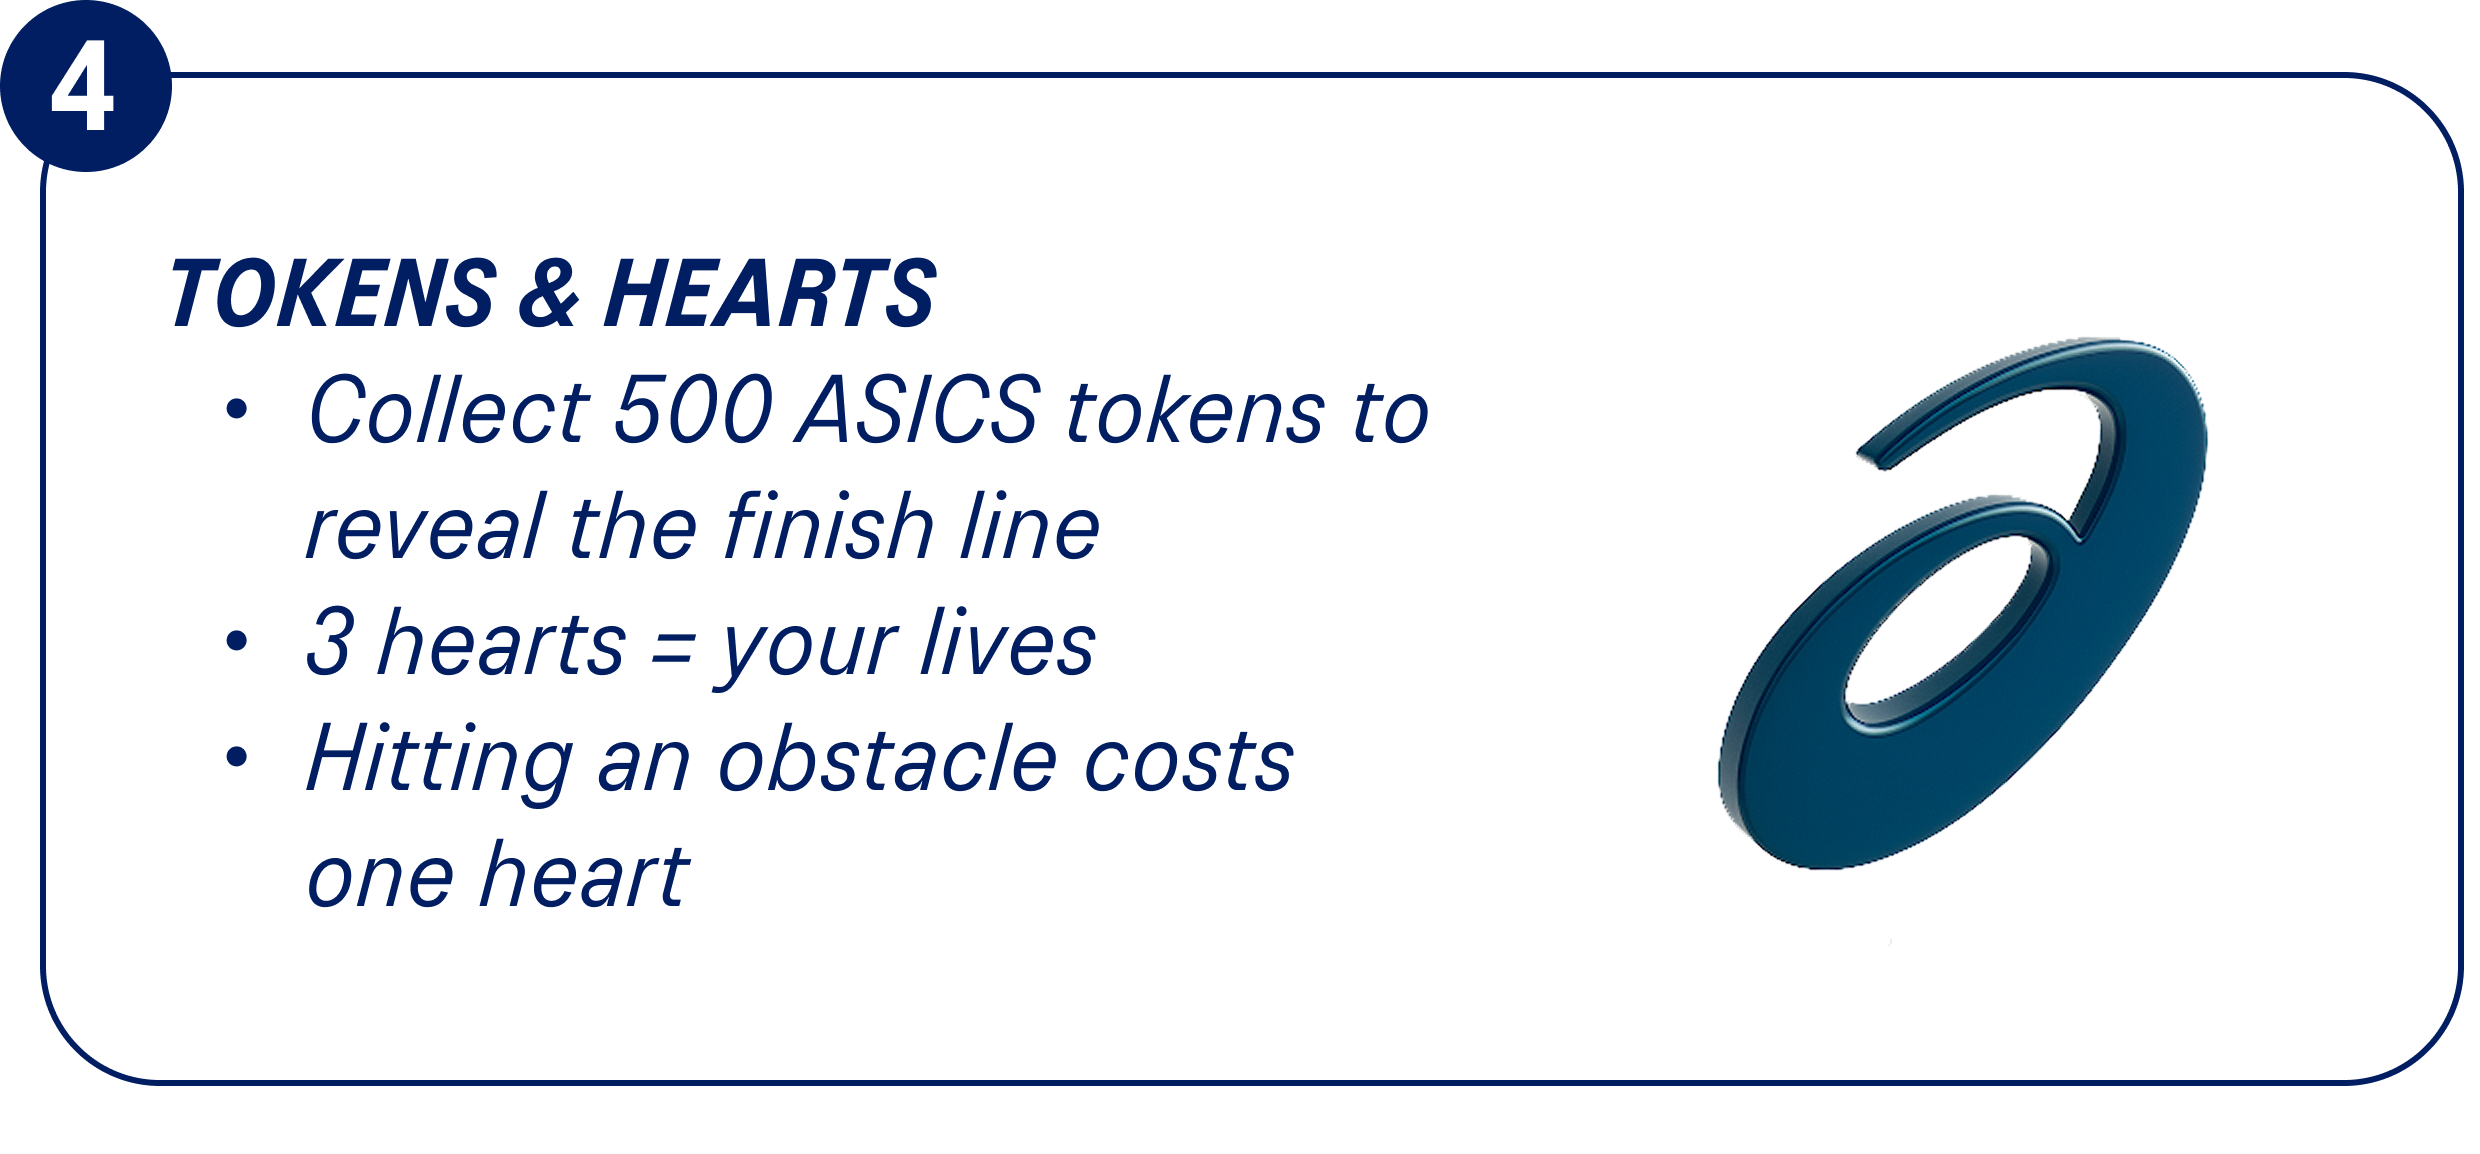 4
TOKENS & HEARTS
• Collect 500 ASICS tokens to
reveal the finish line
• 3 hearts = your lives
• Hitting an obstacle costs
one heart